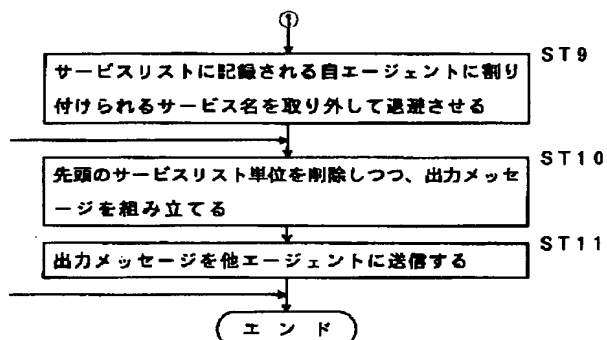 ①
ST9
サービスリストに記録される自エージェントに割り
付けられるサービス名を取り外して退避させる
ST10
先頭のサービスリスト単位を削除しつつ、出力メッセ
ージを組み立てる
ST11
出力メッセージを他エージェントに送信する
エンド